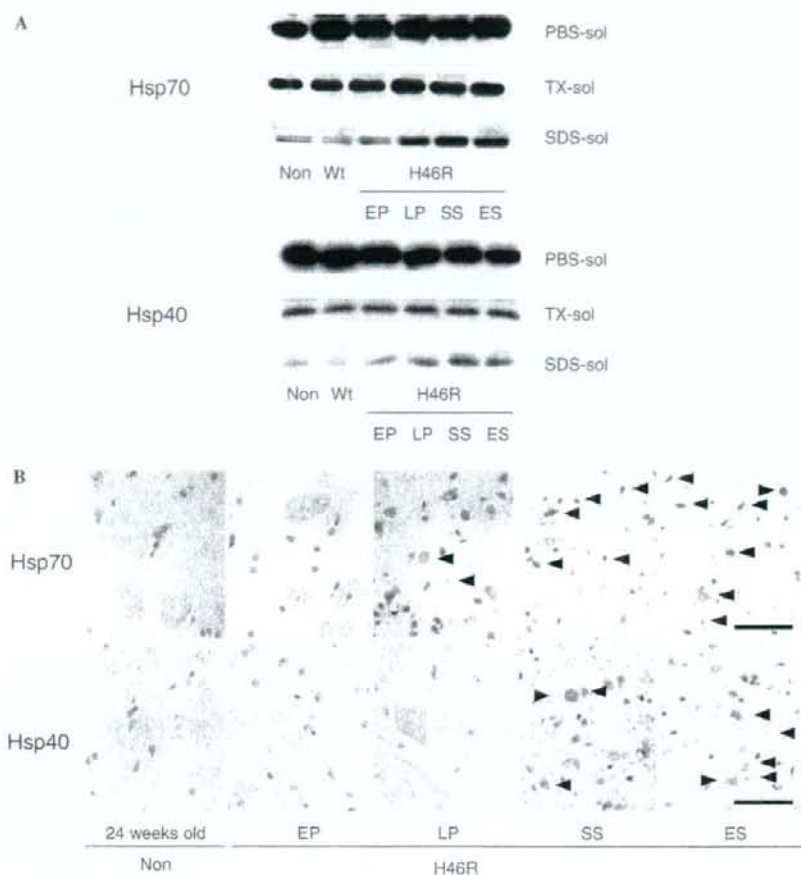 A
PBS-sol
Hsp70
TX-sol
SDS-sol
Non Wt H46R
EP LP SS ES
PBS-sol
Hsp40
TX-sol
SDS-sol
Non Wt H46R
EP LP SS ES
B
Hsp70
Hsp40
24 weeks old EP LP SS ES
Non H46R